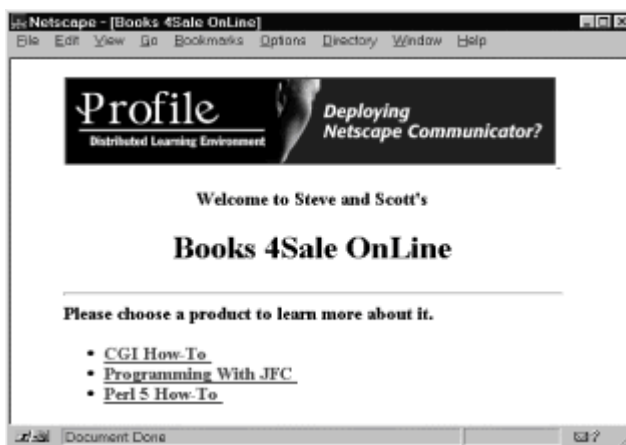 Netscape - [Books 4Sale OnLine]
File Edit View Go Bookmarks Options Directory Window Help
Profile
Distributed Learning Environment
Deploying
Netscape Communicator?
Welcome to Steve and Scott's
Books 4Sale OnLine
Please choose a product to learn more about it.
• CGI How-To
• Programming With JFC
• Perl 5 How-To
Document Done